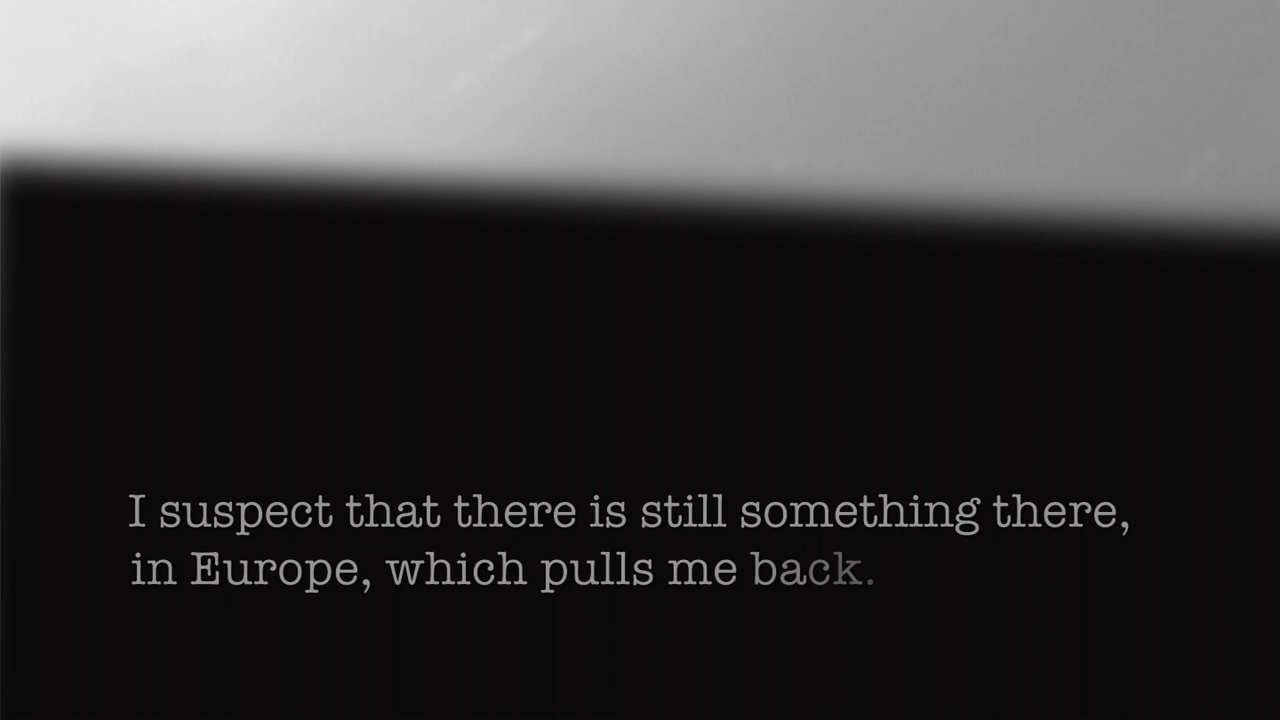 I suspect that there is still something there,
in Europe, which pulls me back.